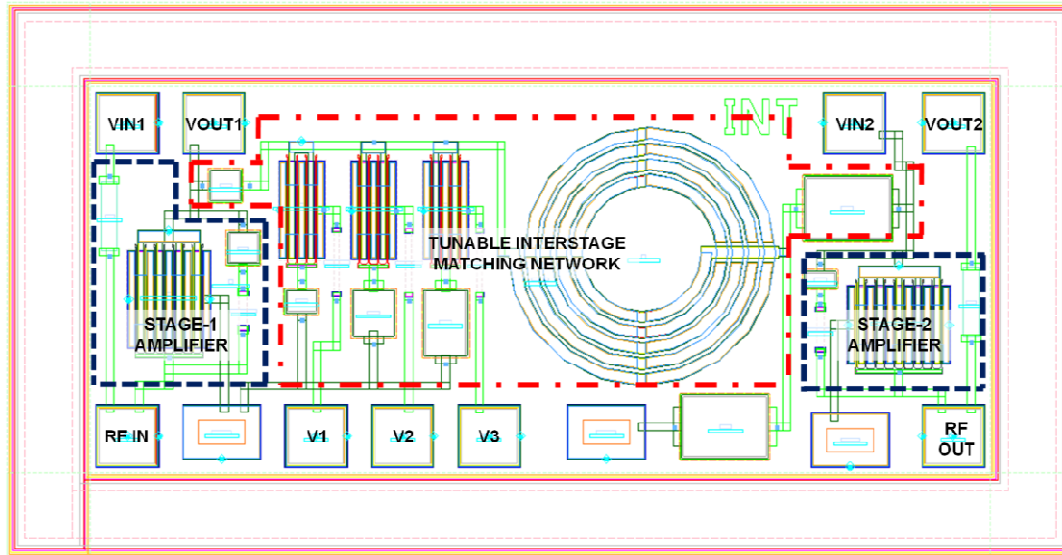 VIN1
VOUT1
INT
VIN2
VOUT2
TUNABLE INTERSTAGE
MATCHING NETWORK
STAGE-1
AMPLIFIER
STAGE-2
AMPLIFIER
RF IN
V1
V2
V3
RF
OUT